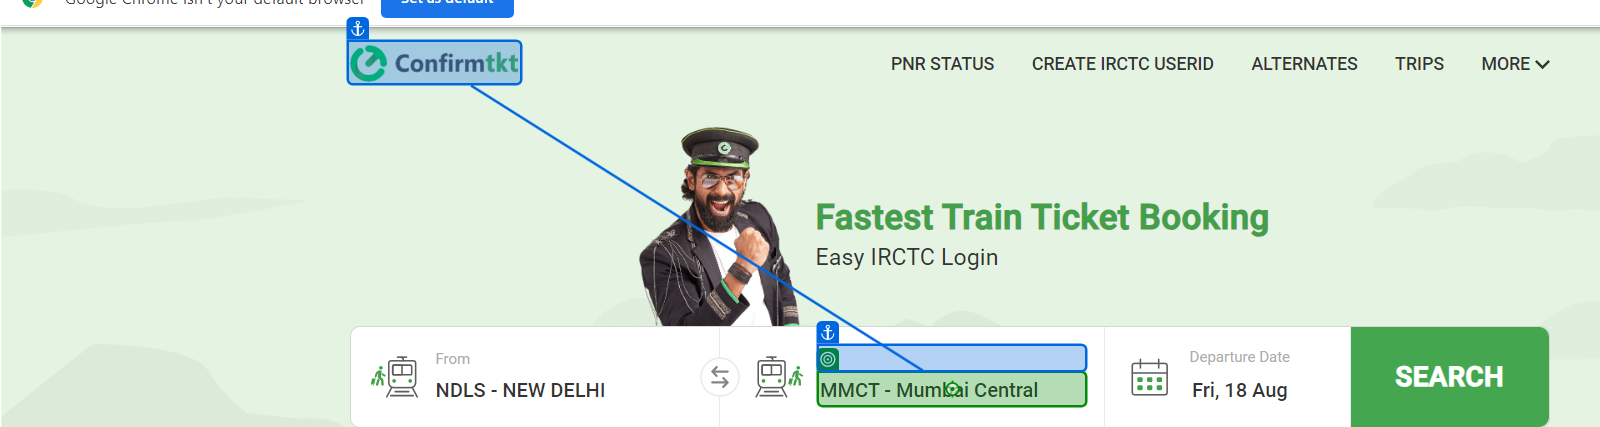 Google Chrome isn't your default browser Set as default
Confirmtkt
PNR STATUS CREATE IRCTC USERID ALTERNATES TRIPS MORE
Fastest Train Ticket Booking
Easy IRCTC Login
From
NDLS - NEW DELHI
MMCT - Mumbai Central
Departure Date
Fri, 18 Aug
SEARCH